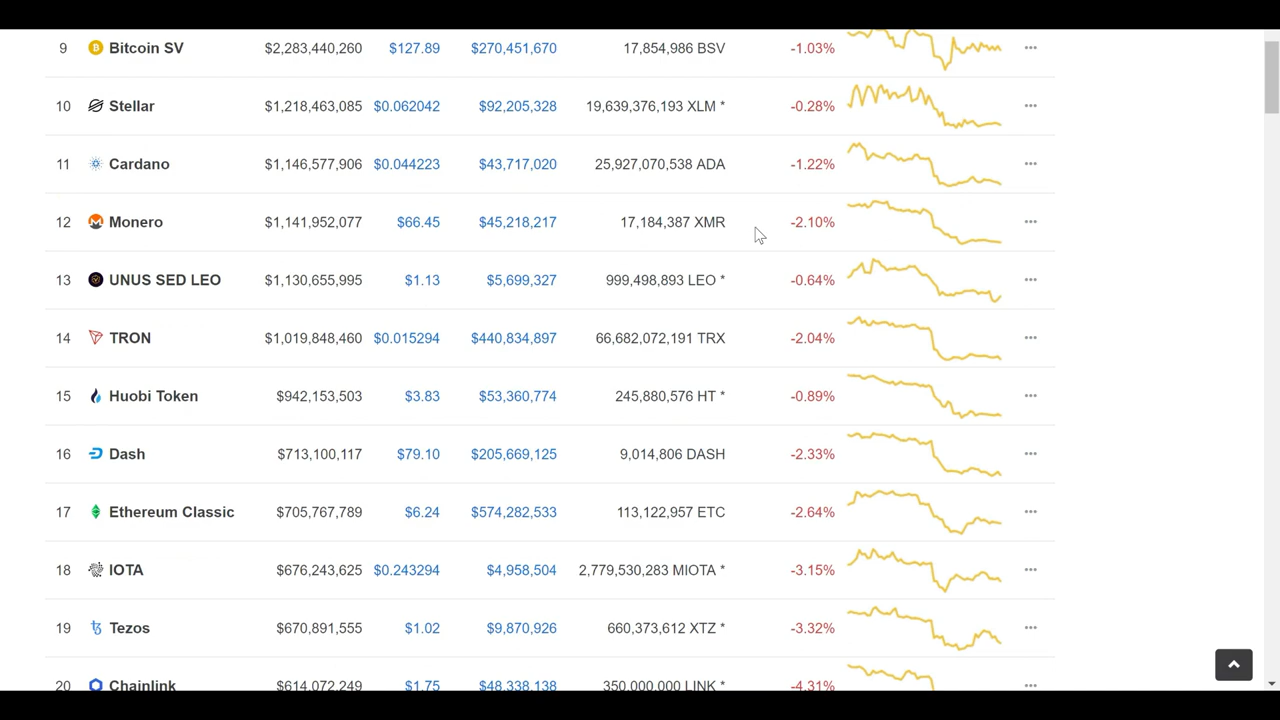 9 Bitcoin SV $2,283,440,260 $127.89 $270,451,670 17,854,986 BSV -1.03% ...
10 Stellar $1,218,463,085 $0.062042 $92,205,328 19,639,376,193 XLM * -0.28% ...
11 Cardano $1,146,577,906 $0.044223 $43,717,020 25,927,070,538 ADA -1.22% ...
12 Monero $1,141,952,077 $66.45 $45,218,217 17,184,387 XMR -2.10% ...
13 UNUS SED LEO $1,130,655,995 $1.13 $5,699,327 999,498,893 LEO * -0.64% ...
14 TRON $1,019,848,460 $0.015294 $440,834,897 66,682,072,191 TRX -2.04% ...
15 Huobi Token $942,153,503 $3.83 $53,360,774 245,880,576 HT * -0.89% ...
16 Dash $713,100,117 $79.10 $205,669,125 9,014,806 DASH -2.33% ...
17 Ethereum Classic $705,767,789 $6.24 $574,282,533 113,122,957 ETC -2.64% ...
18 IOTA $676,243,625 $0.243294 $4,958,504 2,779,530,283 MIOTA * -3.15% ...
19 Tezos $670,891,555 $1.02 $9,870,926 660,373,612 XTZ * -3.32% ...
20 Chainlink $614,072,249 $1.75 $48,338,138 350,000,000 LINK * -4.31% ...